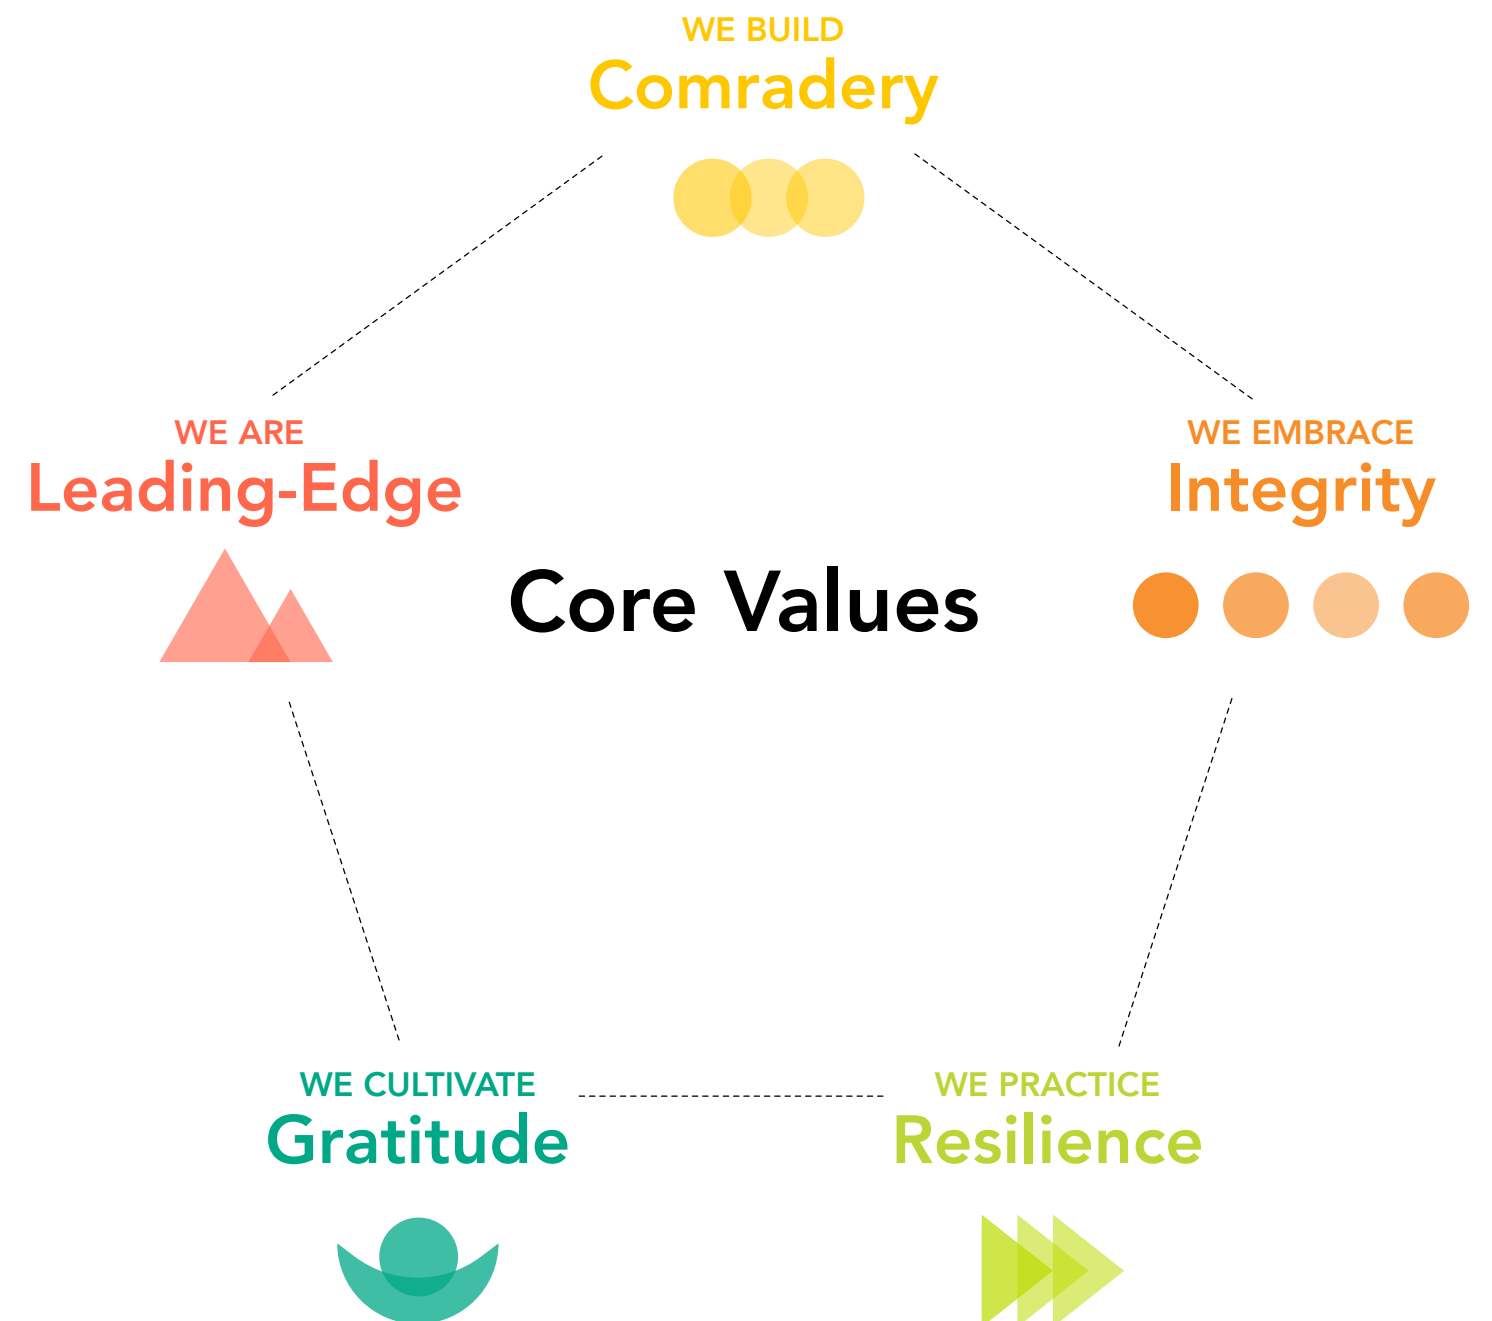 WE BUILD
Comradery
WE ARE
Leading-Edge
WE EMBRACE
Integrity
Core Values
WE CULTIVATE
Gratitude
WE PRACTICE
Resilience